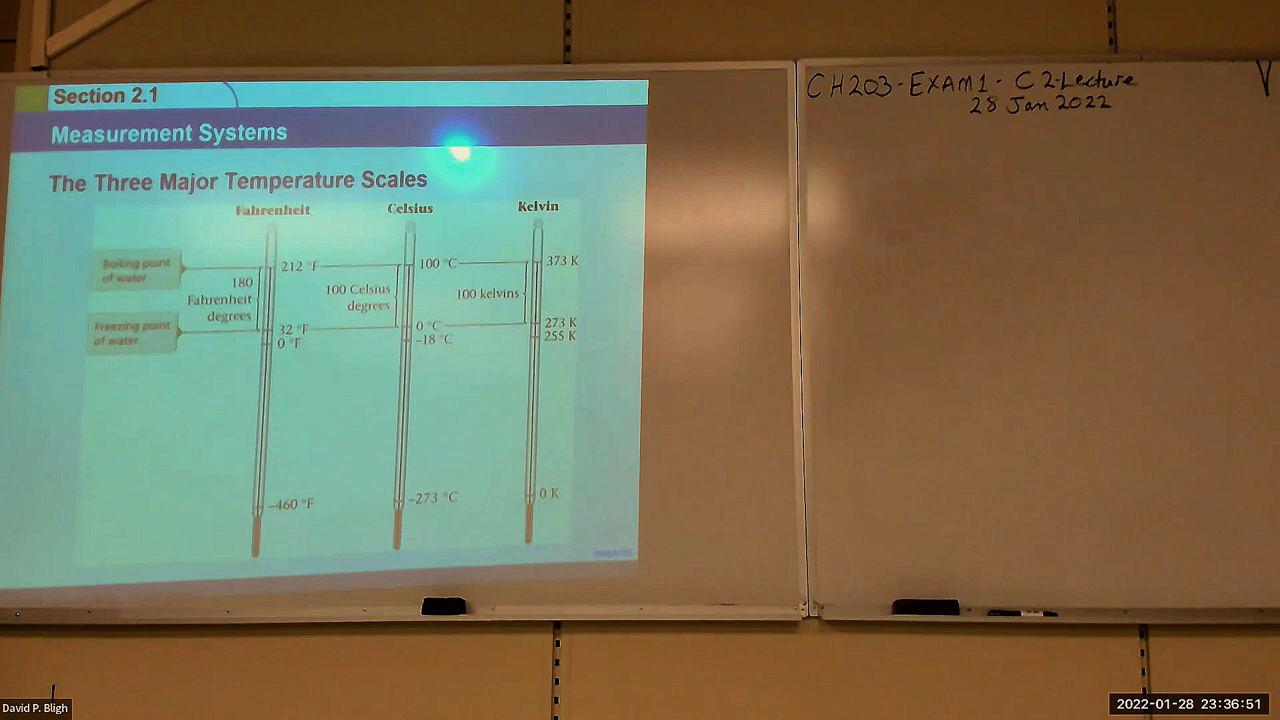 Section 2.1
Measurement Systems
The Three Major Temperature Scales
Fahrenheit
Celsius
Kelvin
Boiling point
of water
212 °F
100 °C
373 K
180
Fahrenheit
degrees
100 Celsius
degrees
100 kelvins
Freezing point
of water
32 °F
0 °F
0 °C
-18 °C
273 K
255 K
-460 °F
-273 °C
0 K
CH203-EXAM1- C2-Lecture
28 Jan 2022
David P. Bligh
2022-01-28 23:36:51